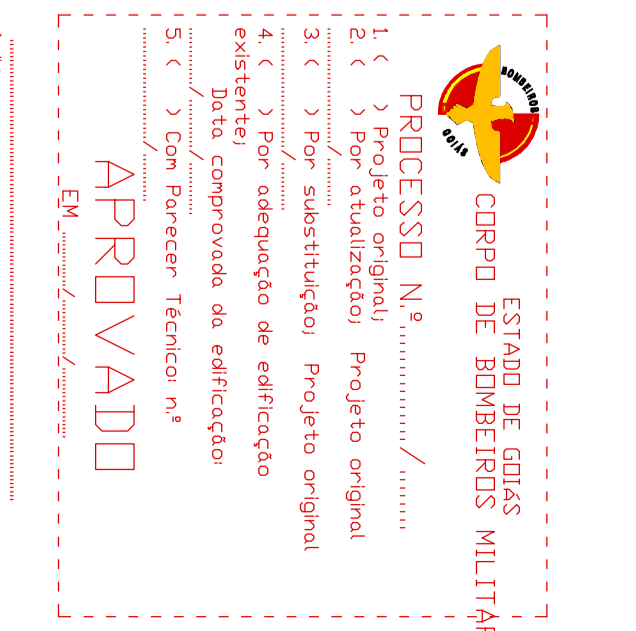 BOMBEIROS
GOIÁS
ESTADO DE GOIÁS
CORPO DE BOMBEIROS MILITAR
PROCESSO N.º ................/ ........
1. (   ) Projeto original;
2. (   ) Por atualização;  Projeto original
................../..........
3. (   ) Por substituição;  Projeto original
................../..........
4. (   ) Por adequação de edificação
existente;
Data comprovada da edificação:
........../........../..........
5. (   ) Com Parecer Técnico: n.º
................../..........
APROVADO
EM ........../........../..........